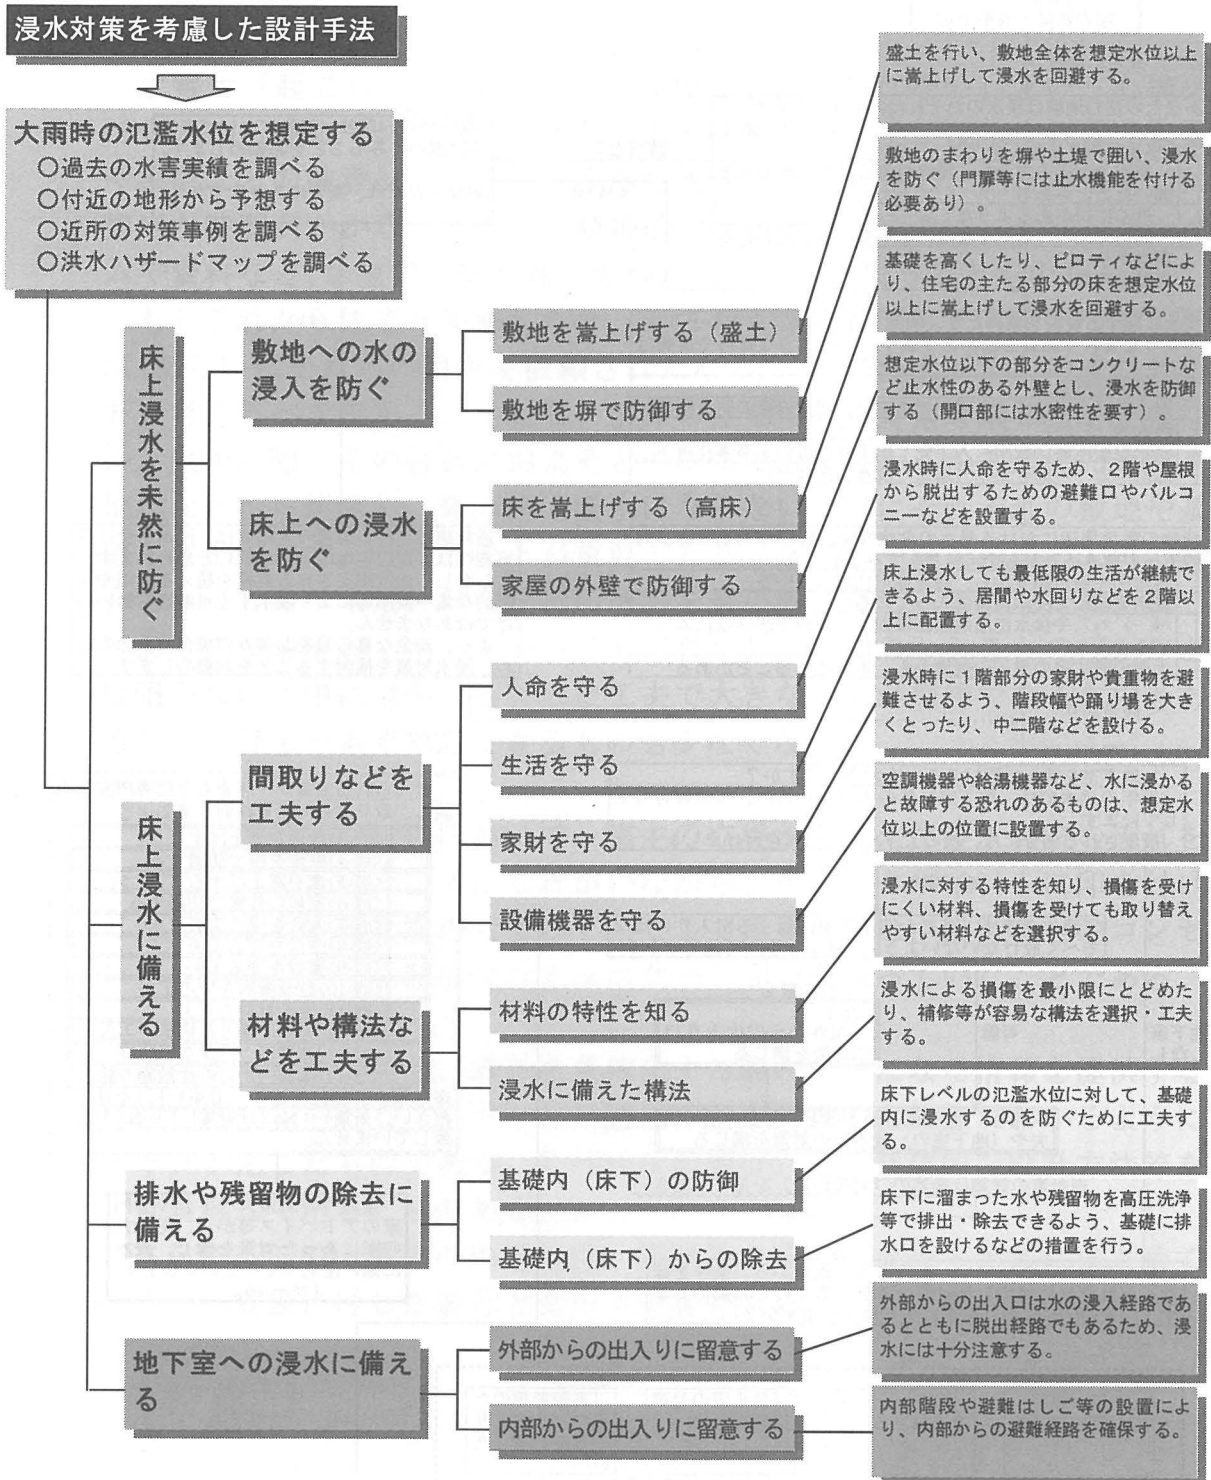 浸水対策を考慮した設計手法
大雨時の氾濫水位を想定する
○過去の水害実績を調べる
○付近の地形から予想する
○近所の対策事例を調べる
○洪水ハザードマップを調べる
床上浸水を未然に防ぐ
敷地への水の
浸入を防ぐ
敷地を嵩上げする（盛土）
盛土を行い、敷地全体を想定水位以上
に嵩上げして浸水を回避する。
敷地を塀で防御する
敷地のまわりを塀や土堤で囲い、浸水
を防ぐ（門扉等には止水機能を付ける
必要あり）。
床上への浸水
を防ぐ
床を嵩上げする（高床）
基礎を高くしたり、ピロティなどによ
り、住宅の主たる部分の床を想定水位
以上に嵩上げして浸水を回避する。
家屋の外壁で防御する
想定水位以下の部分をコンクリートな
ど止水性のある外壁とし、浸水を防御
する（開口部には水密性を要す）。
床上浸水に備える
間取りなどを
工夫する
人命を守る
浸水時に人命を守るため、２階や屋根
から脱出するための避難口やバルコ
ニーなどを設置する。
生活を守る
床上浸水しても最低限の生活が継続で
きるよう、居間や水回りなどを２階以
上に配置する。
家財を守る
浸水時に１階部分の家財や貴重物を避
難させるよう、階段幅や踊り場を大き
くとったり、中二階などを設ける。
設備機器を守る
空調機器や給湯機器など、水に浸かる
と故障する恐れのあるものは、想定水
位以上の位置に設置する。
材料や構法な
どを工夫する
材料の特性を知る
浸水に対する特性を知り、損傷を受け
にくい材料、損傷を受けても取り替え
やすい材料などを選択する。
浸水に備えた構法
浸水による損傷を最小限にとどめた
り、補修等が容易な構法を選択・工夫
する。
排水や残留物の除去に
備える
基礎内（床下）の防御
床下レベルの氾濫水位に対して、基礎
内に浸水するのを防ぐために工夫す
る。
基礎内（床下）からの除去
床下に溜まった水や残留物を高圧洗浄
等で排出・除去できるよう、基礎に排
水口を設けるなどの措置を行う。
地下室への浸水に備え
る
外部からの出入りに留意する
外部からの出入口は水の浸入経路であ
るとともに脱出経路でもあるため、浸
水には十分注意する。
内部からの出入りに留意する
内部階段や避難はしご等の設置によ
り、内部からの避難経路を確保する。